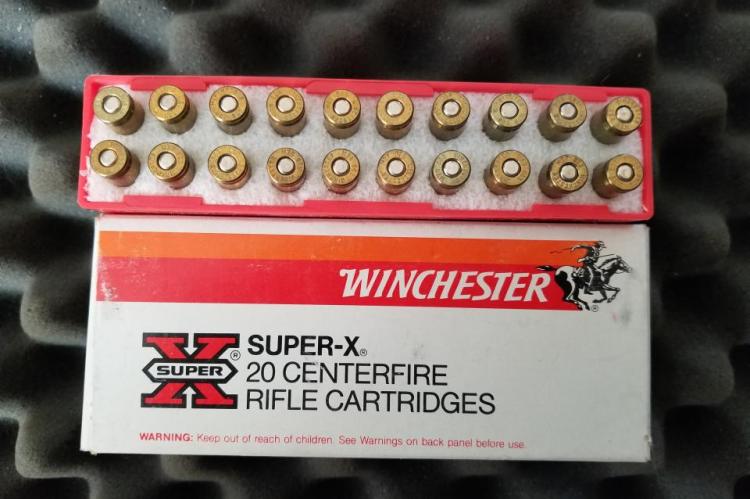 WINCHESTER®
X®
SUPER
SUPER-X®
20 CENTERFIRE
RIFLE CARTRIDGES
WARNING: Keep out of reach of children. See Warnings on back panel before use.